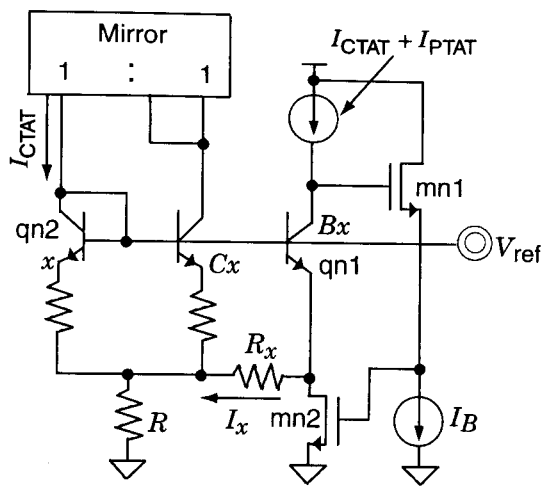 Mirror
1 : 1
I_CTAT + I_PTAT
I_CTAT
mn1
qn2
Bx
V_ref
x
Cx
qn1
R_x
I_x
mn2
R
I_B